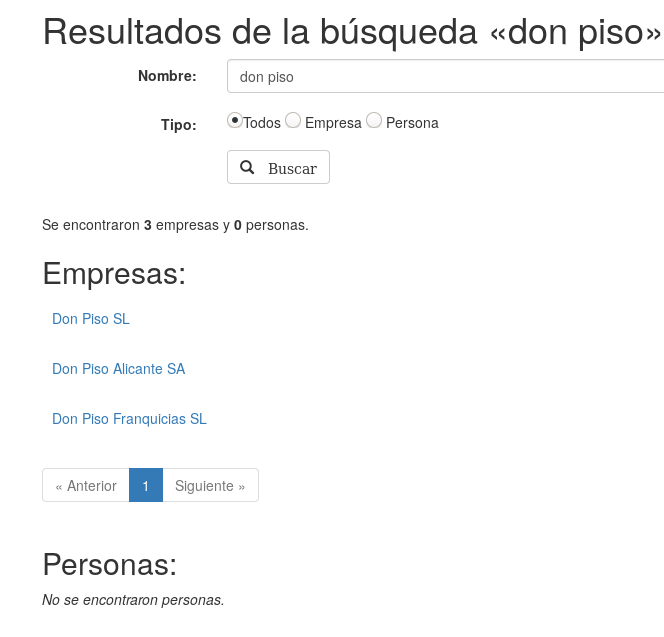 Resultados de la búsqueda «don piso»
Nombre: don piso
Tipo: Todos Empresa Persona
Buscar
Se encontraron 3 empresas y 0 personas.
Empresas:
Don Piso SL
Don Piso Alicante SA
Don Piso Franquicias SL
« Anterior 1 Siguiente »
Personas:
No se encontraron personas.